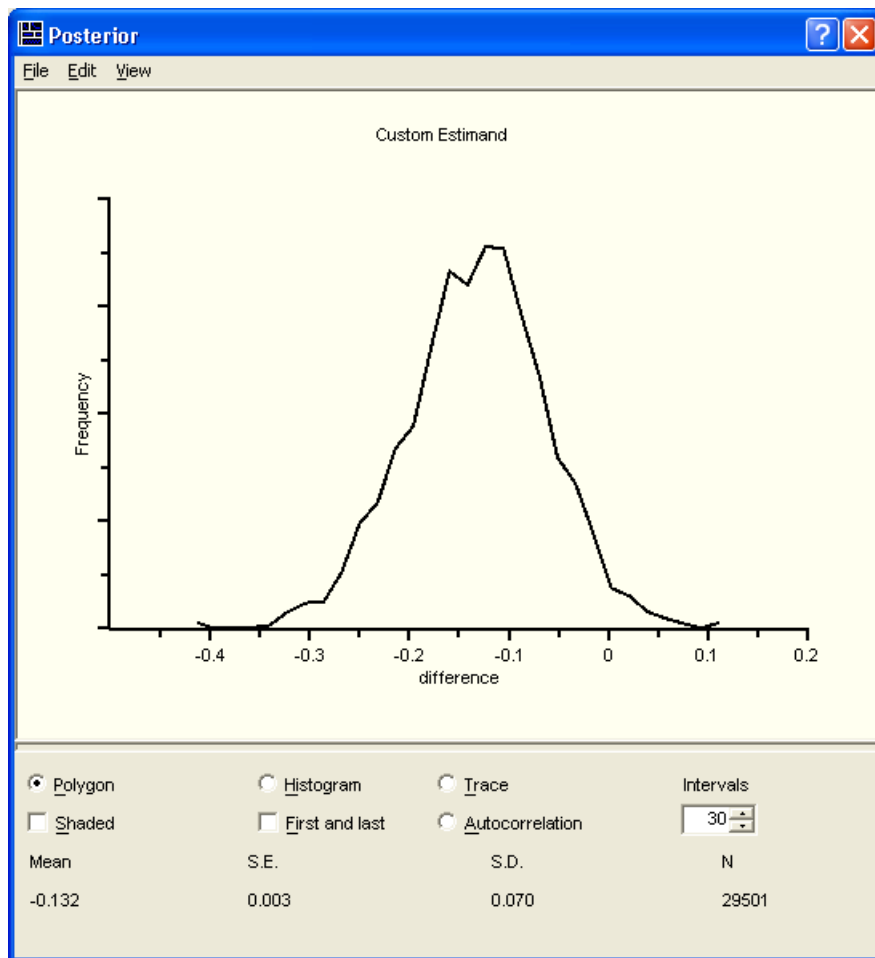 Posterior
File Edit View
Custom Estimand
Frequency
-0.4 -0.3 -0.2 -0.1 0 0.1 0.2
difference
Polygon Histogram Trace Intervals
Shaded First and last Autocorrelation 30
Mean S.E. S.D. N
-0.132 0.003 0.070 29501